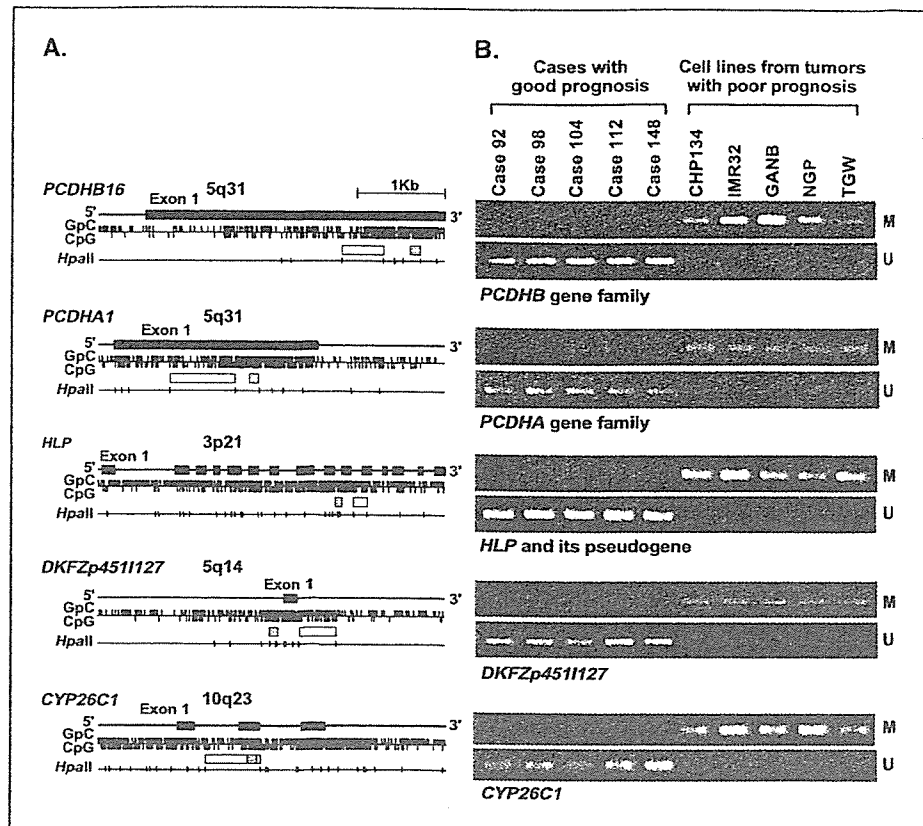 A.
PCDHB16 5q31
1Kb
Exon 1
5' 3'
GpC
CpG
HpaII
PCDHA1 5q31
Exon 1
5' 3'
GpC
CpG
HpaII
HLP 3p21
Exon 1
5' 3'
GpC
CpG
HpaII
DKFZp451I127 5q14
Exon 1
5' 3'
GpC
CpG
HpaII
CYP26C1 10q23
Exon 1
5' 3'
GpC
CpG
HpaII
B.
Cases with
good prognosis
Cell lines from tumors
with poor prognosis
Case 92
Case 98
Case 104
Case 112
Case 148
CHP134
IMR32
GANB
NGP
TGW
M
U
PCDHB gene family
M
U
PCDHA gene family
M
U
HLP and its pseudogene
M
U
DKFZp451I127
M
U
CYP26C1